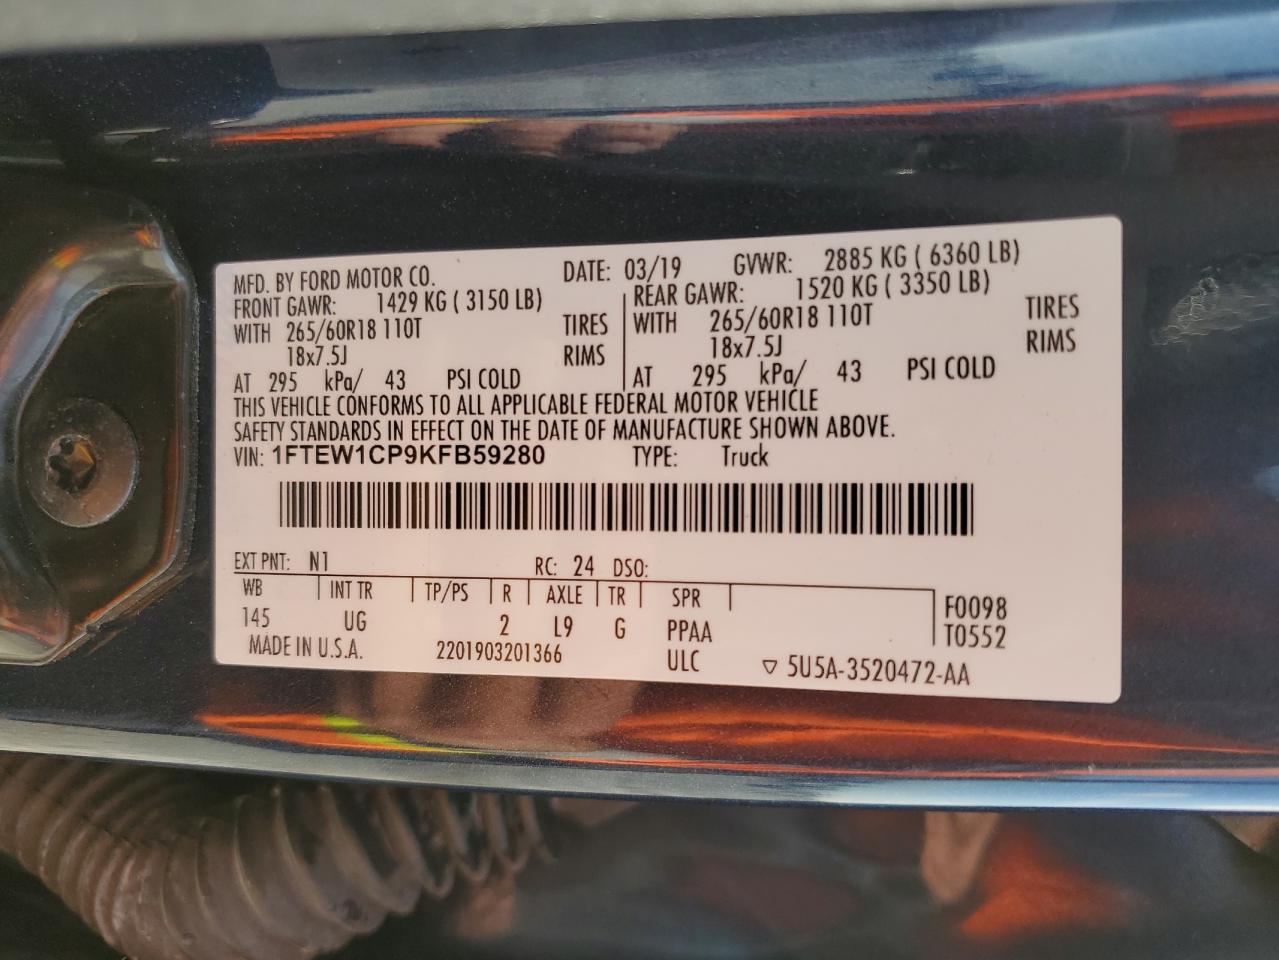 MFD. BY FORD MOTOR CO. DATE: 03/19 GVWR: 2885 KG ( 6360 LB)
FRONT GAWR: 1429 KG ( 3150 LB) REAR GAWR: 1520 KG ( 3350 LB)
WITH 265/60R18 110T TIRES WITH 265/60R18 110T TIRES
18x7.5J RIMS 18x7.5J RIMS
AT 295 kPa/ 43 PSI COLD AT 295 kPa/ 43 PSI COLD
THIS VEHICLE CONFORMS TO ALL APPLICABLE FEDERAL MOTOR VEHICLE
SAFETY STANDARDS IN EFFECT ON THE DATE OF MANUFACTURE SHOWN ABOVE.
VIN: 1FTEW1CP9KFB59280 TYPE: Truck
EXT PNT: N1 RC: 24 DSO:
WB INT TR TP/PS R AXLE TR SPR F0098
145 UG 2 L9 G PPAA T0552
MADE IN U.S.A. 2201903201366 ULC ▽ 5U5A-3520472-AA